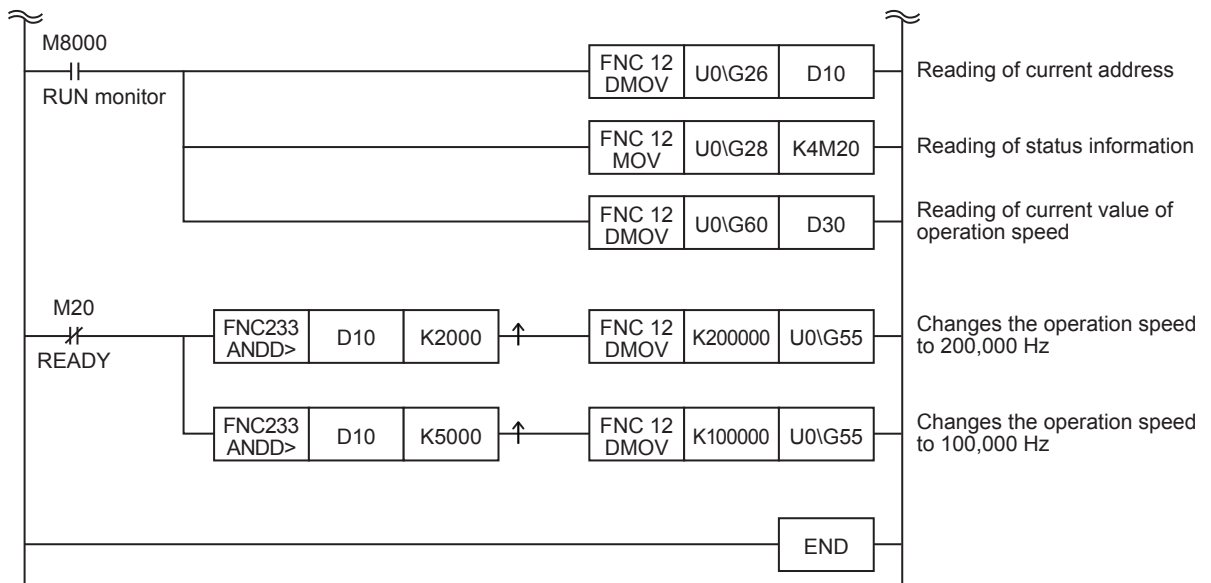 M8000
RUN monitor
FNC 12
DMOV
U0\G26
D10
Reading of current address
FNC 12
MOV
U0\G28
K4M20
Reading of status information
FNC 12
DMOV
U0\G60
D30
Reading of current value of
operation speed
M20
READY
FNC233
ANDD>
D10
K2000
FNC 12
DMOV
K200000
U0\G55
Changes the operation speed
to 200,000 Hz
FNC233
ANDD>
D10
K5000
FNC 12
DMOV
K100000
U0\G55
Changes the operation speed
to 100,000 Hz
END